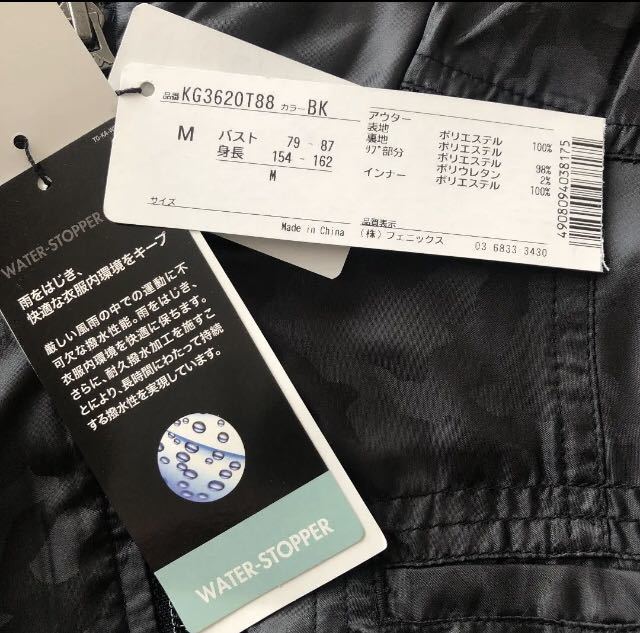 品番 KG3620T88 カラー BK
M バスト 79 - 87
身長 154 - 162
M
サイズ
アウター
表地 ポリエステル 100%
裏地 ポリエステル
ﾘﾌﾞ部分 ポリエステル 98%
ポリウレタン 2%
インナー ポリエステル 100%
品質表示
Made in China (株) フェニックス
03 6833 3430
4908094038175
WATER-STOPPER
雨をはじき、
快適な衣服内環境をキープ
厳しい風雨の中での運動に不
可欠な撥水性能。雨をはじき、
衣服内環境を快適に保ちます。
さらに、耐久撥水加工を施すこ
とにより、長時間にわたって持続
する撥水性を実現しています。
WATER-STOPPER